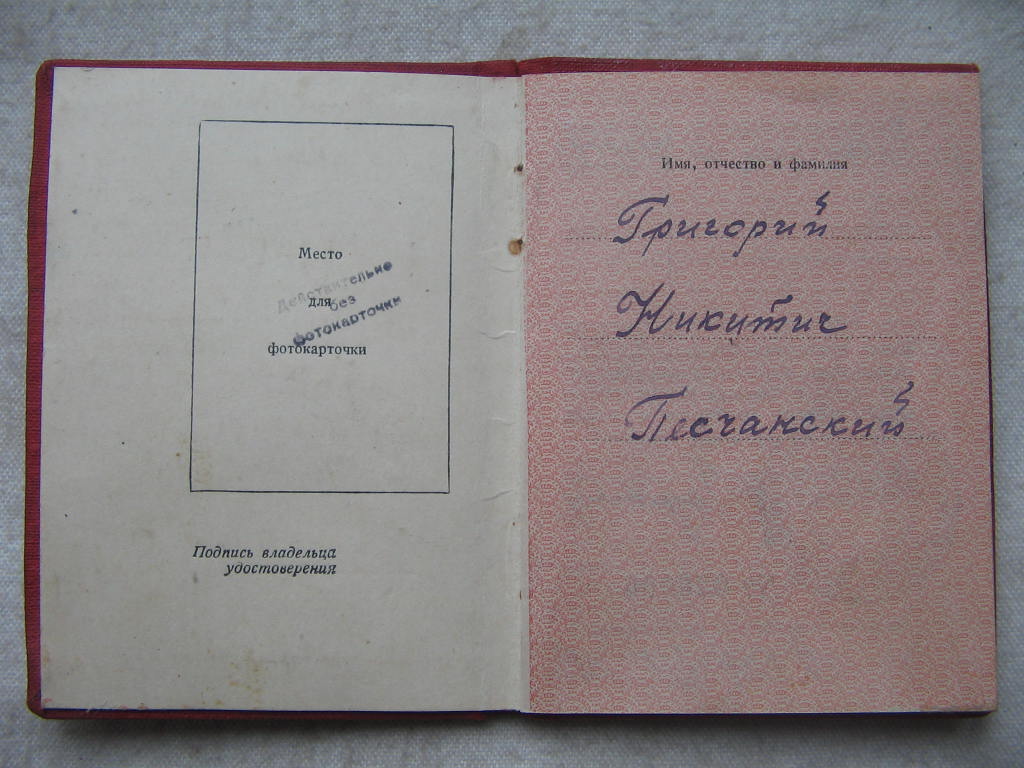 Место
для
фотокарточки
Действительно
без
фотокарточки
Подпись владельца
удостоверения
Имя, отчество и фамилия
Григорий
Никитич
Песчанский